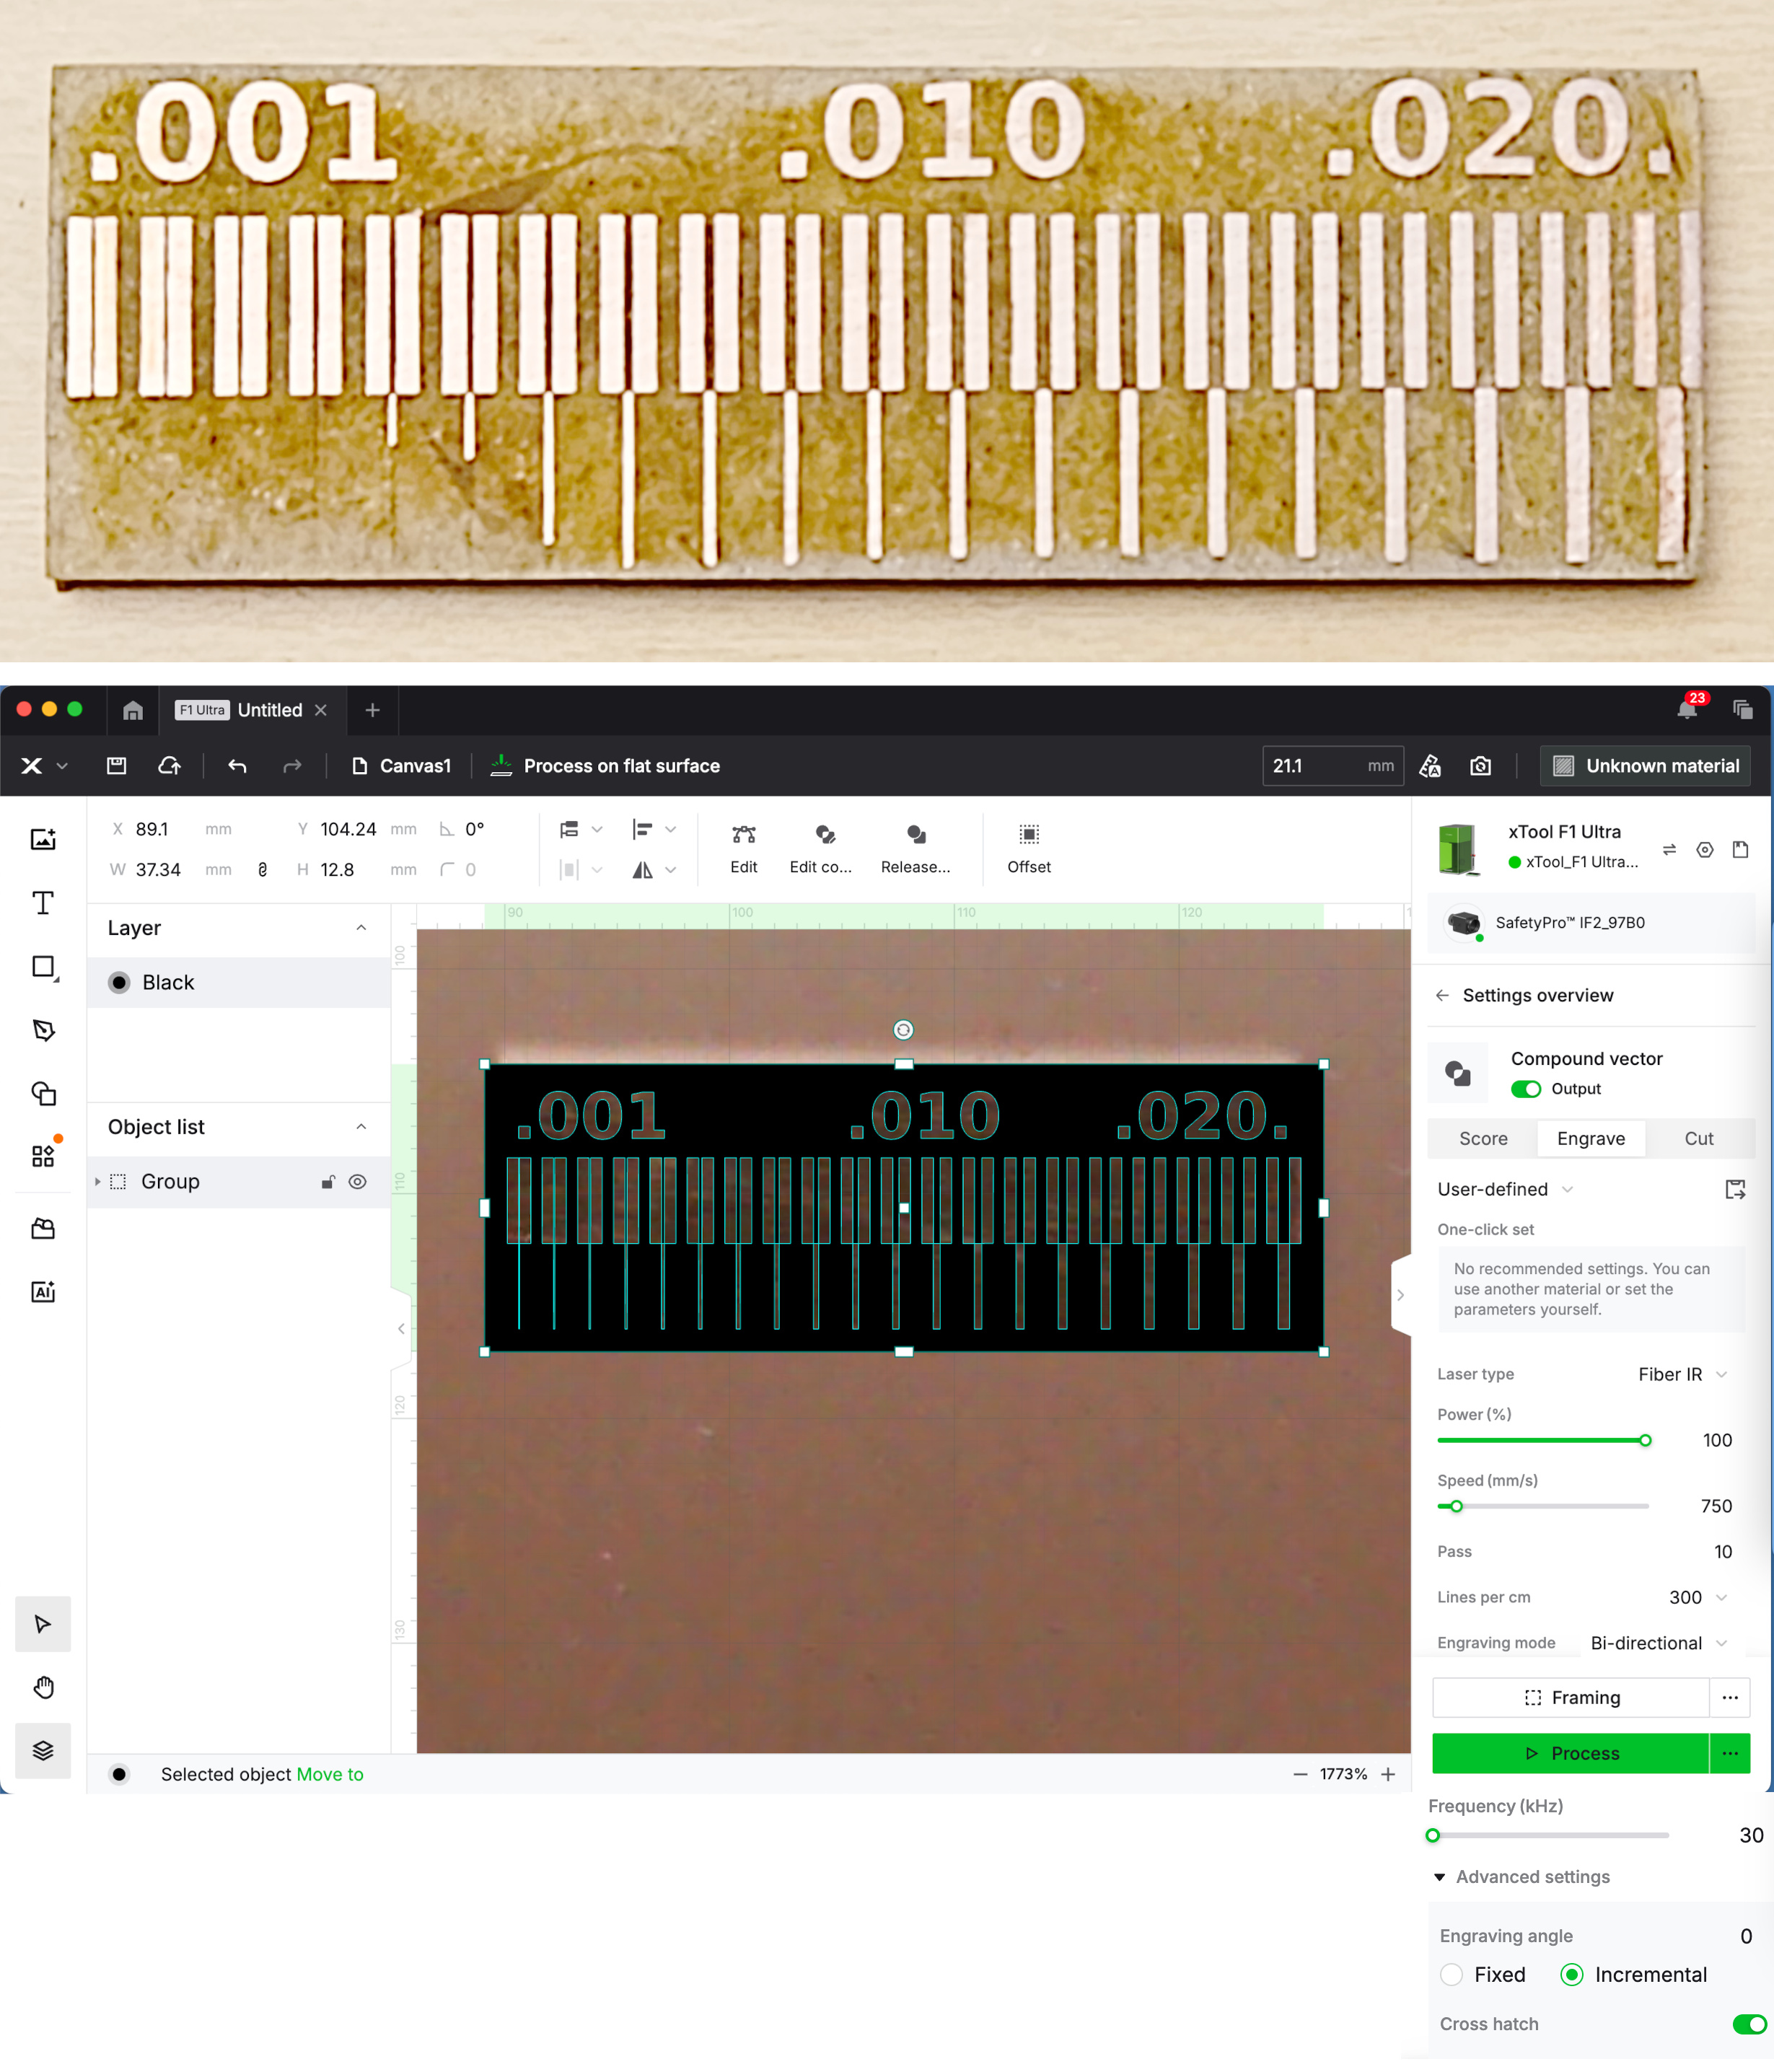 .001 .010 .020.
23
F1 Ultra Untitled
Canvas1 Process on flat surface 21.1 mm Unknown material
X 89.1 mm Y 104.24 mm 0°
W 37.34 mm H 12.8 mm 0
Edit Edit co... Release... Offset
xTool F1 Ultra
xTool_F1 Ultra...
SafetyPro™ IF2_97B0
Layer
Black
Object list
Group
90 100 110 120
100
110
120
130
.001 .010 .020.
Settings overview
Compound vector
Output
Score Engrave Cut
User-defined
One-click set
No recommended settings. You can
use another material or set the
parameters yourself.
Laser type Fiber IR
Power (%)
100
Speed (mm/s)
750
Pass 10
Lines per cm 300
Engraving mode Bi-directional
Framing
Process
AI
Selected object Move to 1773%
Frequency (kHz)
30
Advanced settings
Engraving angle 0
Fixed Incremental
Cross hatch